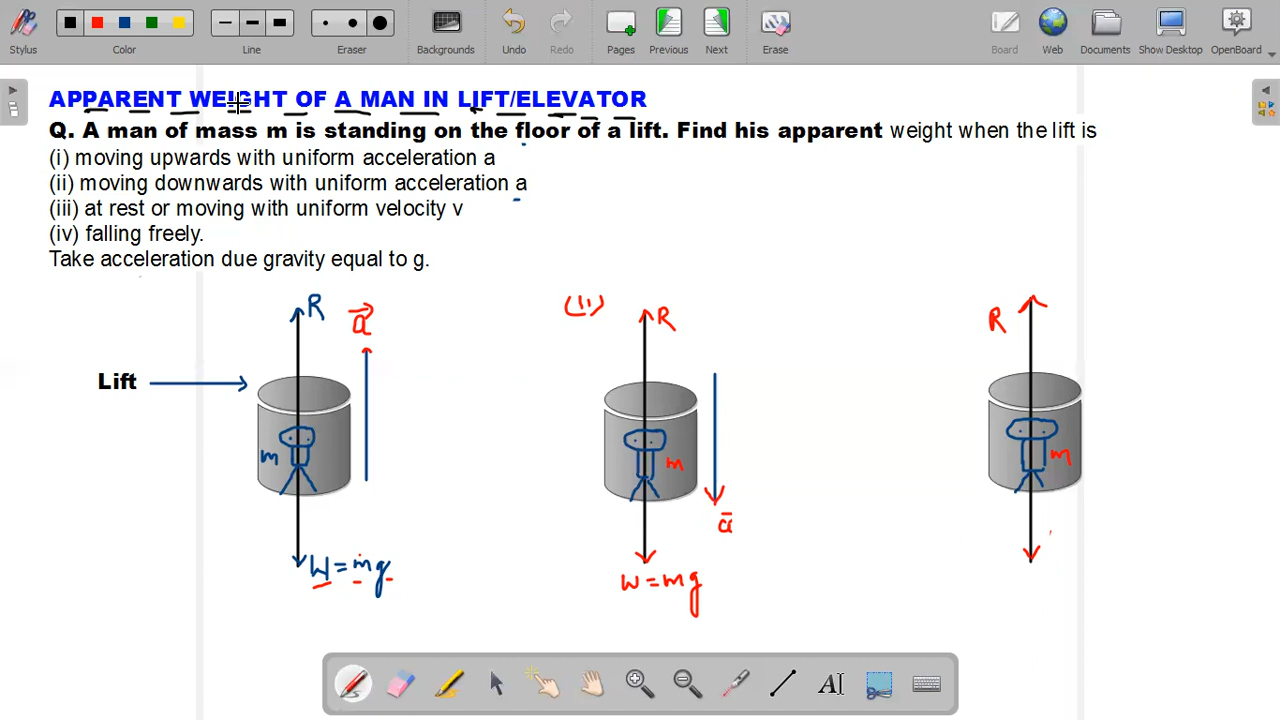 Stylus Color Line Eraser Backgrounds Undo Redo Pages Previous Next Erase Board Web Documents Show Desktop OpenBoard
APPARENT WEIGHT OF A MAN IN LIFT/ELEVATOR
Q. A man of mass m is standing on the floor of a lift. Find his apparent weight when the lift is
(i) moving upwards with uniform acceleration a
(ii) moving downwards with uniform acceleration a
(iii) at rest or moving with uniform velocity v
(iv) falling freely.
Take acceleration due gravity equal to g.
R a (ii) R R
Lift
m m m
a
W = mg W = mg
AI